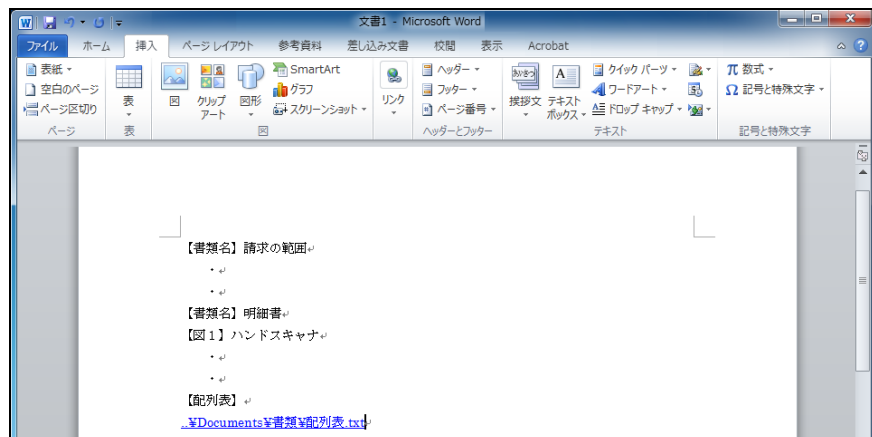 文書1 - Microsoft Word
ファイル ホーム 挿入 ページ レイアウト 参考資料 差し込み文書 校閲 表示 Acrobat
表紙
空白のページ
ページ区切り
ページ
表
表
図
クリップ
アート
図形
SmartArt
グラフ
スクリーンショット
図
リンク
ヘッダー
フッター
ページ番号
ヘッダーとフッター
挨拶文
テキスト
ボックス
クイック パーツ
ワードアート
ドロップ キャップ
テキスト
π 数式
Ω 記号と特殊文字
記号と特殊文字
【書類名】請求の範囲
・
・
【書類名】明細書
【図1】ハンドスキャナ
・
・
【配列表】
..¥Documents¥書類¥配列表.txt